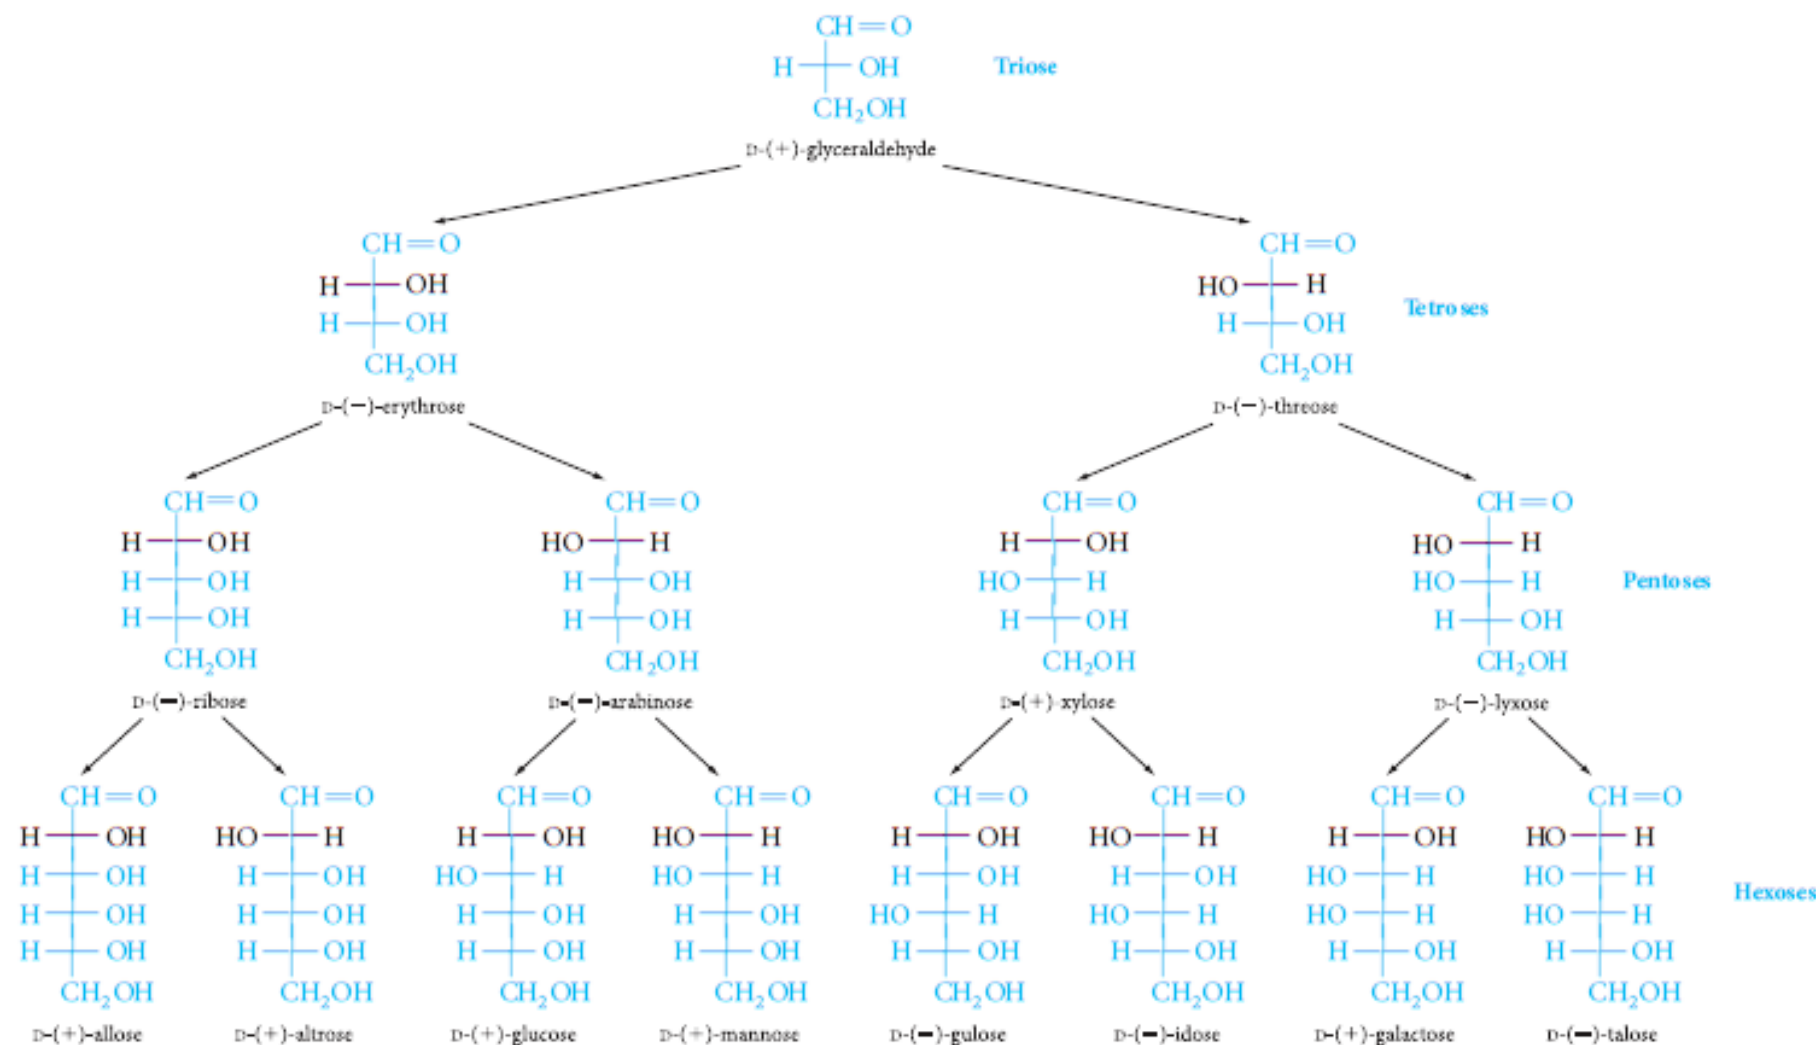 CH=O
H OH Triose
CH₂OH
D-(+)-glyceraldehyde
CH=O CH=O
H OH HO H
H OH H OH Tetroses
CH₂OH CH₂OH
D-(−)-erythrose D-(−)-threose
CH=O CH=O CH=O CH=O
H OH HO H H OH HO H
H OH H OH HO H HO H Pentoses
H OH H OH H OH H OH
CH₂OH CH₂OH CH₂OH CH₂OH
D-(−)-ribose D-(−)-arabinose D-(+)-xylose D-(−)-lyxose
CH=O CH=O CH=O CH=O CH=O CH=O CH=O CH=O
H OH HO H H OH HO H H OH HO H H OH HO H
H OH H OH HO H HO H H OH H OH HO H HO H Hexoses
H OH H OH H OH H OH HO H HO H HO H HO H
H OH H OH H OH H OH H OH H OH H OH H OH
CH₂OH CH₂OH CH₂OH CH₂OH CH₂OH CH₂OH CH₂OH CH₂OH
D-(+)-allose D-(+)-altrose D-(+)-glucose D-(+)-mannose D-(−)-gulose D-(−)-idose D-(+)-galactose D-(−)-talose